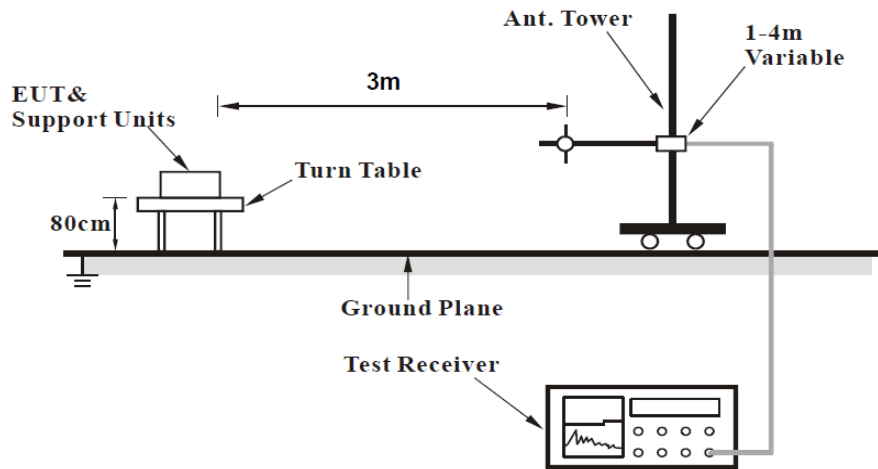 Ant. Tower
1-4m
Variable
3m
EUT&
Support Units
Turn Table
80cm
Ground Plane
Test Receiver